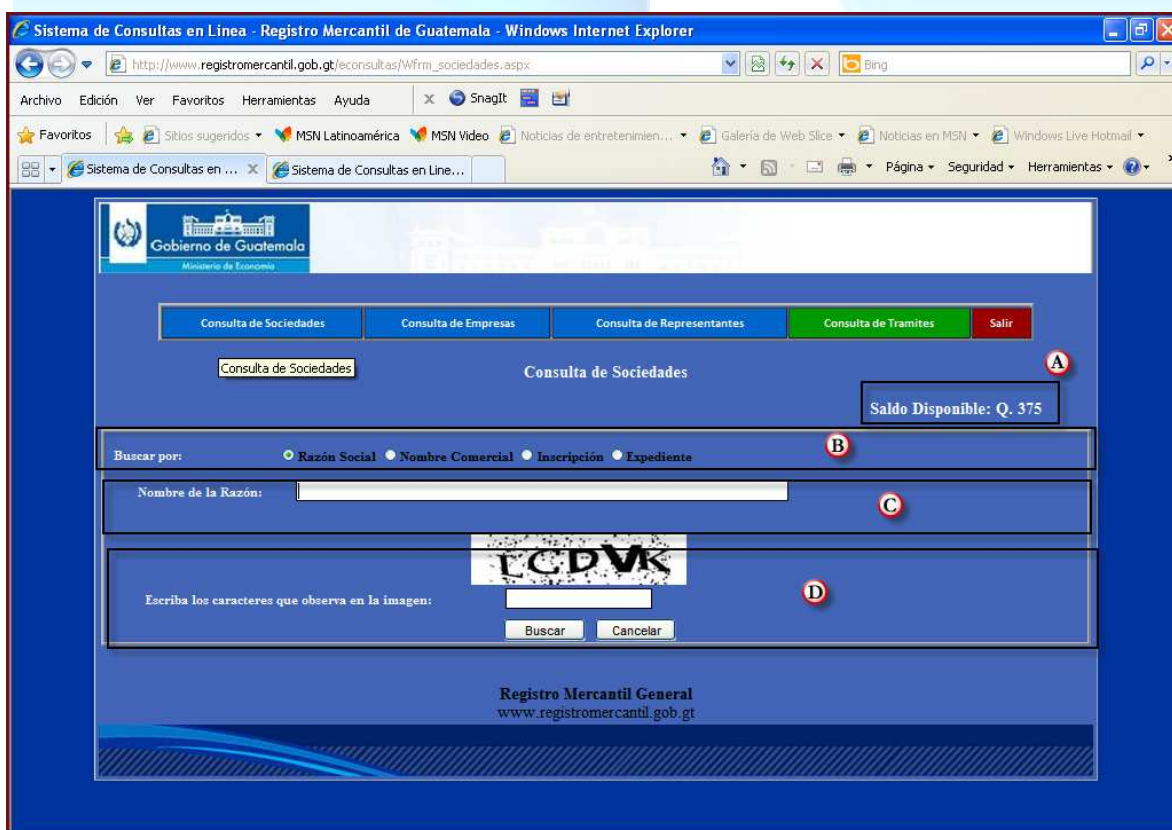 Sistema de Consultas en Linea - Registro Mercantil de Guatemala - Windows Internet Explorer
http://www.registromercantil.gob.gt/econsultas/Wfrm_sociedades.aspx Bing
Archivo Edición Ver Favoritos Herramientas Ayuda x SnagIt
Favoritos Sitios sugeridos MSN Latinoamérica MSN Video Noticias de entretenimien... Galería de Web Slice Noticias en MSN Windows Live Hotmail
Sistema de Consultas en ... x Sistema de Consultas en Line... Página Seguridad Herramientas
Gobierno de Guatemala
Ministerio de Economía
Consulta de Sociedades Consulta de Empresas Consulta de Representantes Consulta de Tramites Salir
Consulta de Sociedades Consulta de Sociedades A
Saldo Disponible: Q. 375
Buscar por: Razón Social Nombre Comercial Inscripción Expediente B
Nombre de la Razón: C
Escriba los caracteres que observa en la imagen: D
Buscar Cancelar
Registro Mercantil General
www.registromercantil.gob.gt